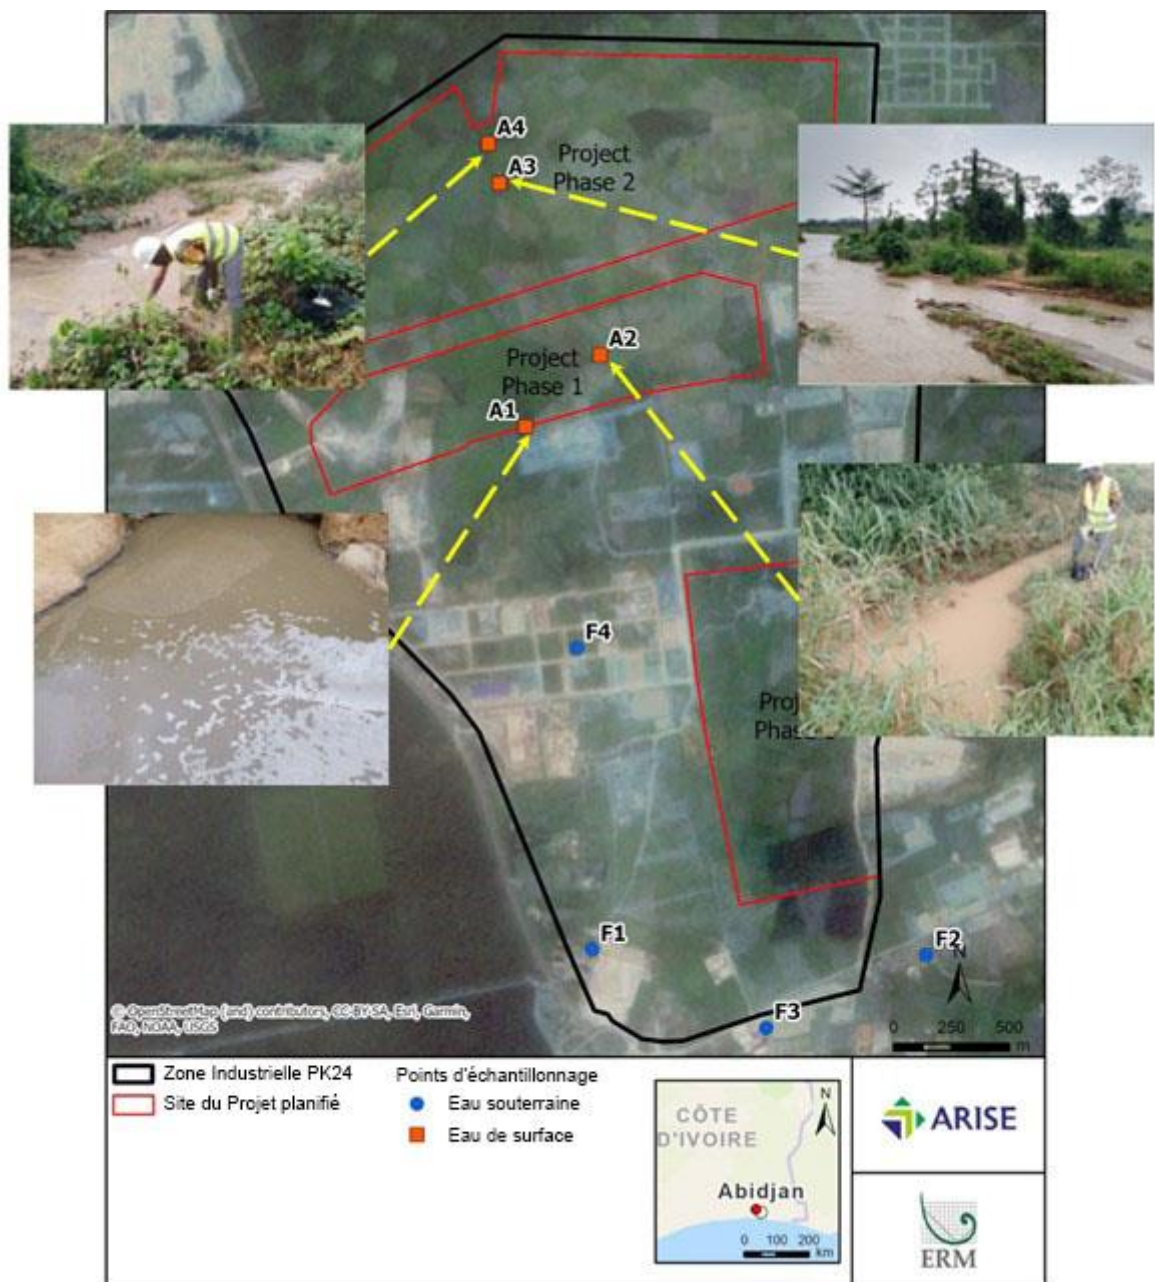 A4
A3
Project
Phase 2
A2
Project
Phase 1
A1
F4
F1
F2
N
F3
© OpenStreetMap (and) contributors, CC-BY-SA, Esri, Garmin,
FAO, NOAA, USGS
0 250 500
m
Zone Industrielle PK24
Site du Projet planifié
Points d'échantillonnage
Eau souterraine
Eau de surface
N
CÔTE
D'IVOIRE
Abidjan
0 100 200
km
ARISE
ERM